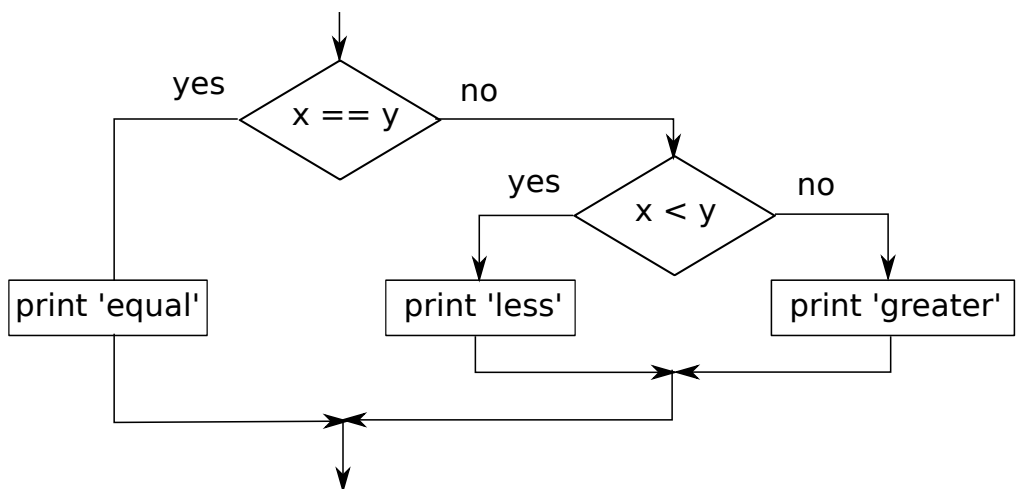 yes
x == y
no
yes
x < y
no
print 'equal'
print 'less'
print 'greater'